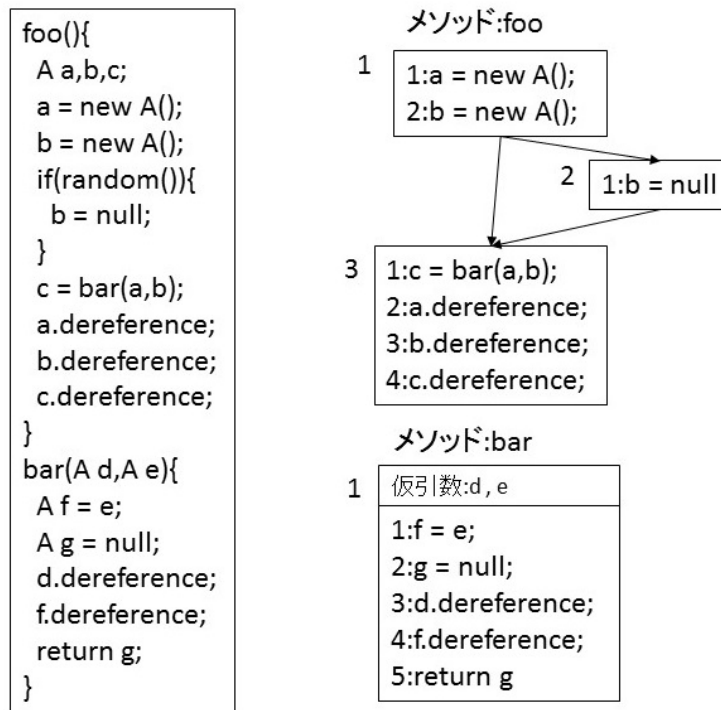 foo(){
A a,b,c;
a = new A();
b = new A();
if(random()){
b = null;
}
c = bar(a,b);
a.dereference;
b.dereference;
c.dereference;
}
bar(A d,A e){
A f = e;
A g = null;
d.dereference;
f.dereference;
return g;
}
メソッド:foo
1
1:a = new A();
2:b = new A();
2
1:b = null
3
1:c = bar(a,b);
2:a.dereference;
3:b.dereference;
4:c.dereference;
メソッド:bar
1
仮引数:d,e
1:f = e;
2:g = null;
3:d.dereference;
4:f.dereference;
5:return g